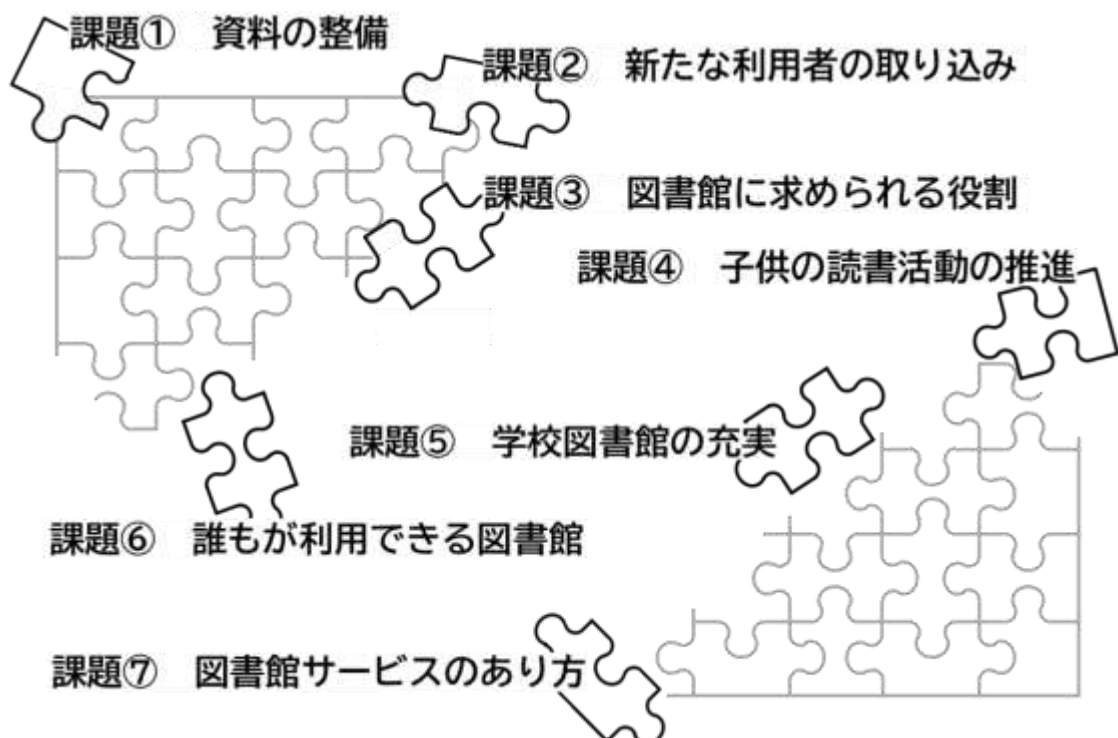 課題① 資料の整備
課題② 新たな利用者の取り込み
課題③ 図書館に求められる役割
課題④ 子供の読書活動の推進
課題⑤ 学校図書館の充実
課題⑥ 誰もが利用できる図書館
課題⑦ 図書館サービスのあり方